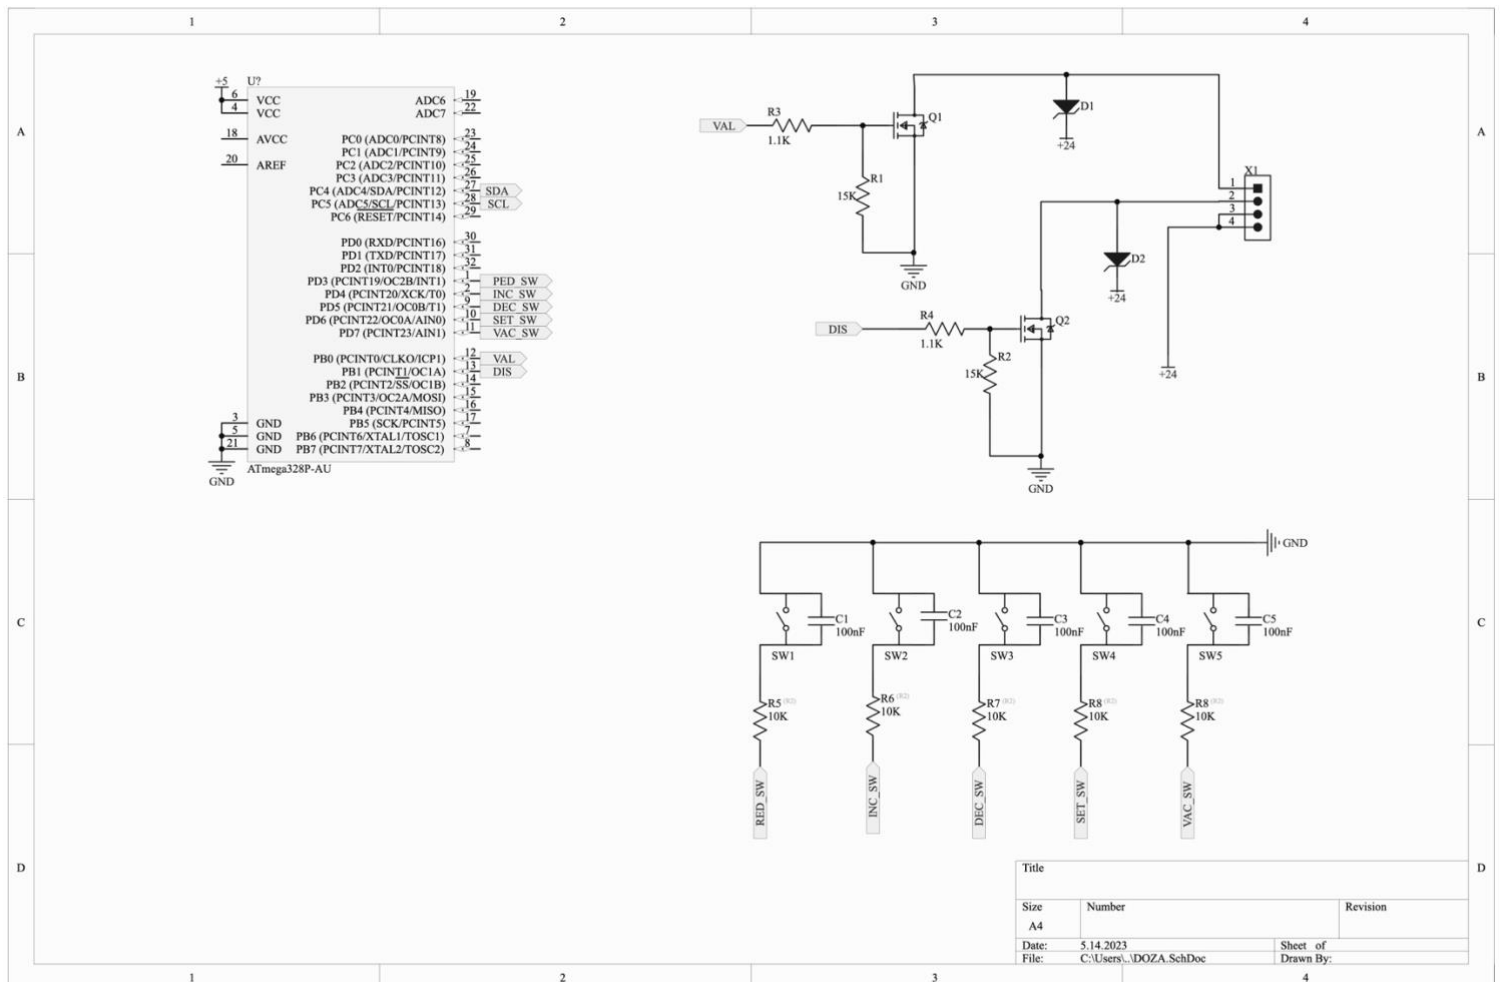 1 2 3 4
A
B
C
D
+5
U?
6 VCC
4 VCC
18 AVCC
20 AREF
3 GND
5 GND
21 GND
GND
ADC6 19
ADC7 22
PC0 (ADC0/PCINT8) 23
PC1 (ADC1/PCINT9) 24
PC2 (ADC2/PCINT10) 25
PC3 (ADC3/PCINT11) 26
PC4 (ADC4/SDA/PCINT12) 27 SDA
PC5 (ADC5/SCL/PCINT13) 28 SCL
PC6 (RESET/PCINT14) 29
PD0 (RXD/PCINT16) 30
PD1 (TXD/PCINT17) 31
PD2 (INT0/PCINT18) 32
PD3 (PCINT19/OC2B/INT1) 1 PED_SW
PD4 (PCINT20/XCK/T0) 2 INC_SW
PD5 (PCINT21/OC0B/T1) 9 DEC_SW
PD6 (PCINT22/OC0A/AIN0) 10 SET_SW
PD7 (PCINT23/AIN1) 11 VAC_SW
PB0 (PCINT0/CLKO/ICP1) 12 VAL
PB1 (PCINT1/OC1A) 13 DIS
PB2 (PCINT2/SS/OC1B) 14
PB3 (PCINT3/OC2A/MOSI) 15
PB4 (PCINT4/MISO) 16
PB5 (SCK/PCINT5) 17
PB6 (PCINT6/XTAL1/TOSC1) 7
PB7 (PCINT7/XTAL2/TOSC2) 8
ATmega328P-AU
VAL
R3
1.1K
Q1
R1
15K
GND
D1
+24
X1
1
2
3
4
D2
+24
+24
DIS
R4
1.1K
Q2
R2
15K
GND
GND
C1
100nF
SW1
C2
100nF
SW2
C3
100nF
SW3
C4
100nF
SW4
C5
100nF
SW5
R5 (R2)
10K
R6 (R2)
10K
R7 (R2)
10K
R8 (R2)
10K
R8 (R2)
10K
RED_SW
INC_SW
DEC_SW
SET_SW
VAC_SW
A
B
C
D
Title
Size Number Revision
A4
Date: 5.14.2023 Sheet of
File: C:\Users\..\DOZA.SchDoc Drawn By:
1 2 3 4